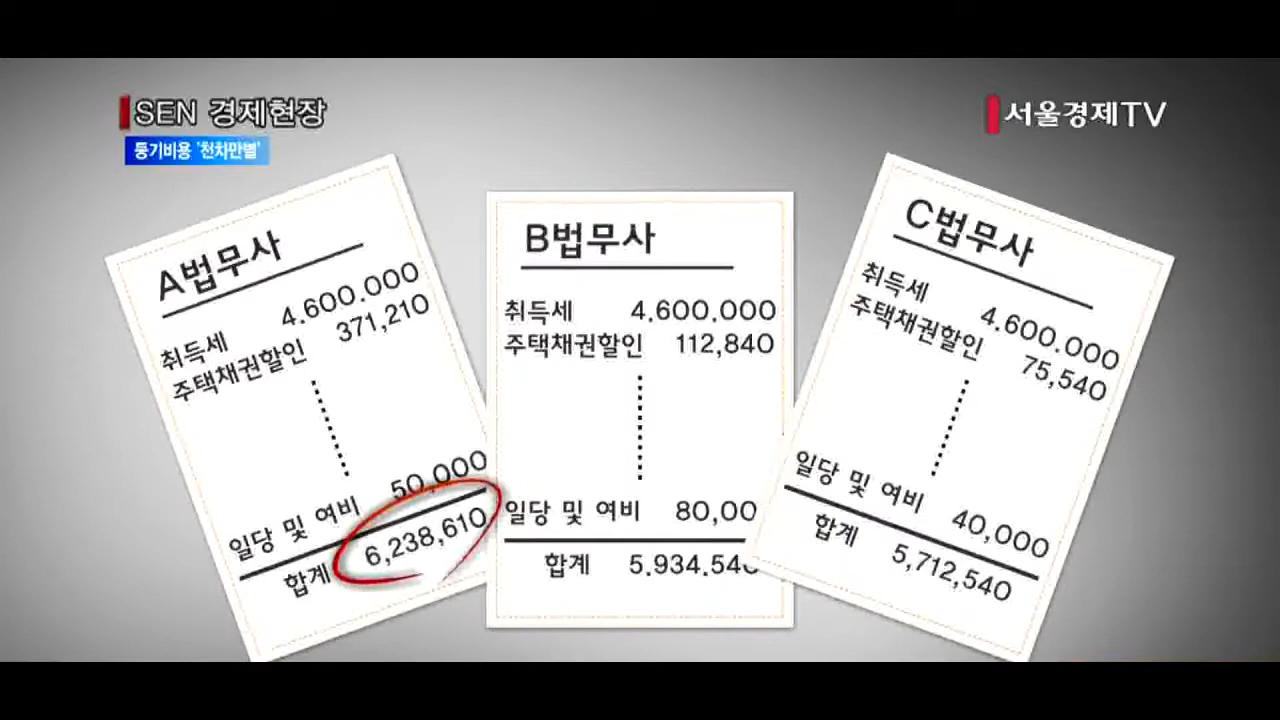 SEN 경제현장
등기비용 '천차만별'
서울경제TV
A법무사
취득세 4.600.000
주택채권할인 371,210
일당 및 여비 50,000
합계 6,238,610
B법무사
취득세 4.600.000
주택채권할인 112,840
일당 및 여비 80,00
합계 5.934.540
C법무사
취득세 4.600.000
주택채권할인 75,540
일당 및 여비 40,000
합계 5,712,540